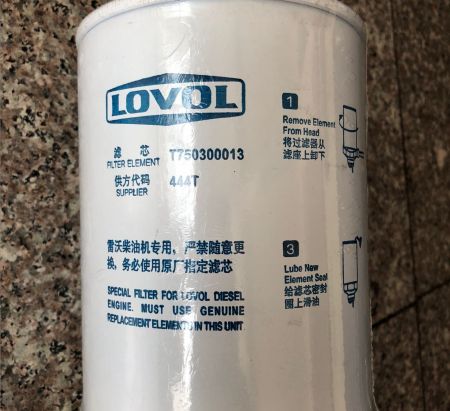 LOVOL
滤 芯
FILTER ELEMENT T750300013
供方代码
SUPPLIER 444T
雷沃柴油机专用，严禁随意更
换，务必使用原厂指定滤芯
SPECIAL FILTER FOR LOVOL DIESEL
ENGINE. MUST USE GENUINE
REPLACEMENT ELEMENTS IN THIS UNIT
1
Remove Element
From Head
将过滤器从
滤座上卸下
3
Lube New
Element Seal
给滤芯密封
圈上滑油